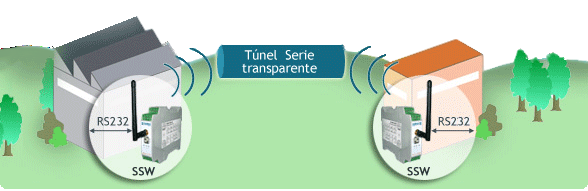 Túnel Serie
transparente
RS232
SSW
RS232
SSW